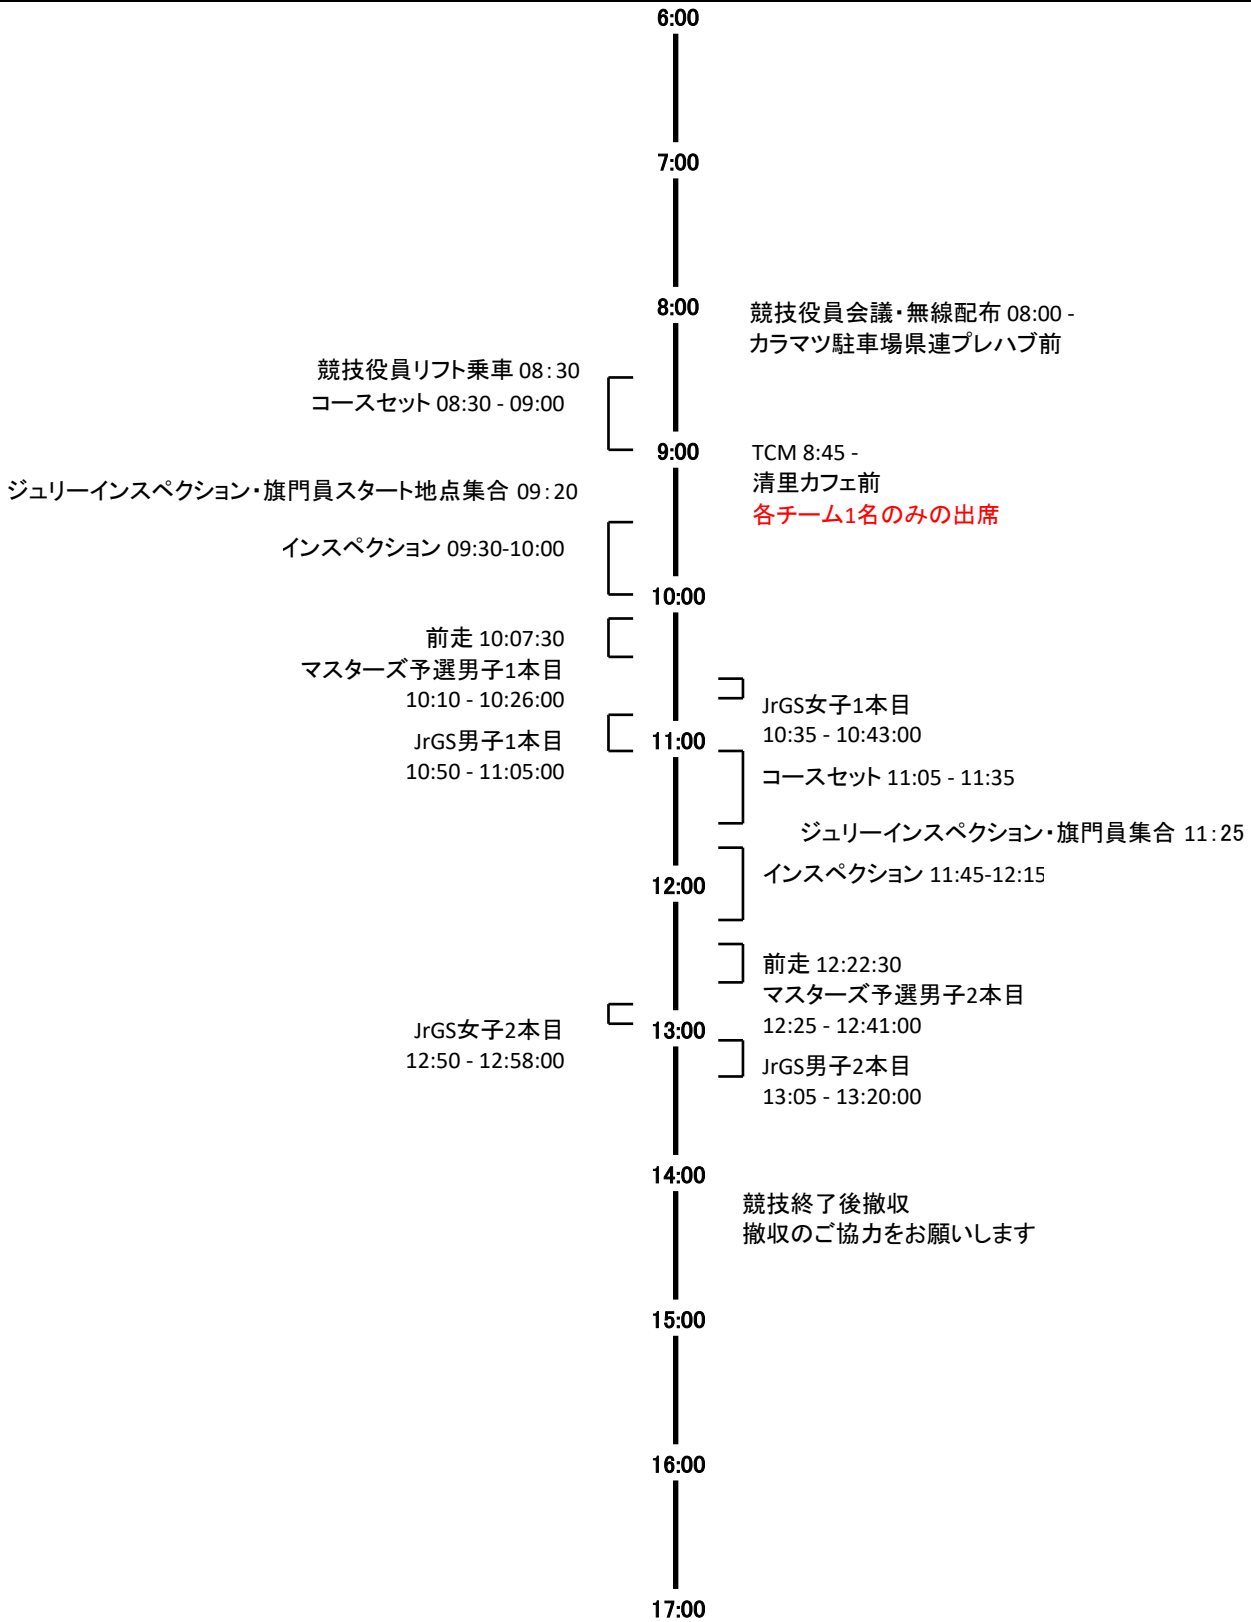 6:00
7:00
8:00
競技役員会議・無線配布 08:00 -
カラマツ駐車場県連プレハブ前
競技役員リフト乗車 08:30
コースセット 08:30 - 09:00
9:00
TCM 8:45 -
清里カフェ前
各チーム1名のみの出席
ジュリーインスペクション・旗門員スタート地点集合 09:20
インスペクション 09:30-10:00
10:00
前走 10:07:30
マスターズ予選男子1本目
10:10 - 10:26:00
JrGS女子1本目
10:35 - 10:43:00
JrGS男子1本目
10:50 - 11:05:00
11:00
コースセット 11:05 - 11:35
ジュリーインスペクション・旗門員集合 11:25
インスペクション 11:45-12:15
12:00
前走 12:22:30
マスターズ予選男子2本目
12:25 - 12:41:00
JrGS女子2本目
12:50 - 12:58:00
13:00
JrGS男子2本目
13:05 - 13:20:00
14:00
競技終了後撤収
撤収のご協力をお願いします
15:00
16:00
17:00